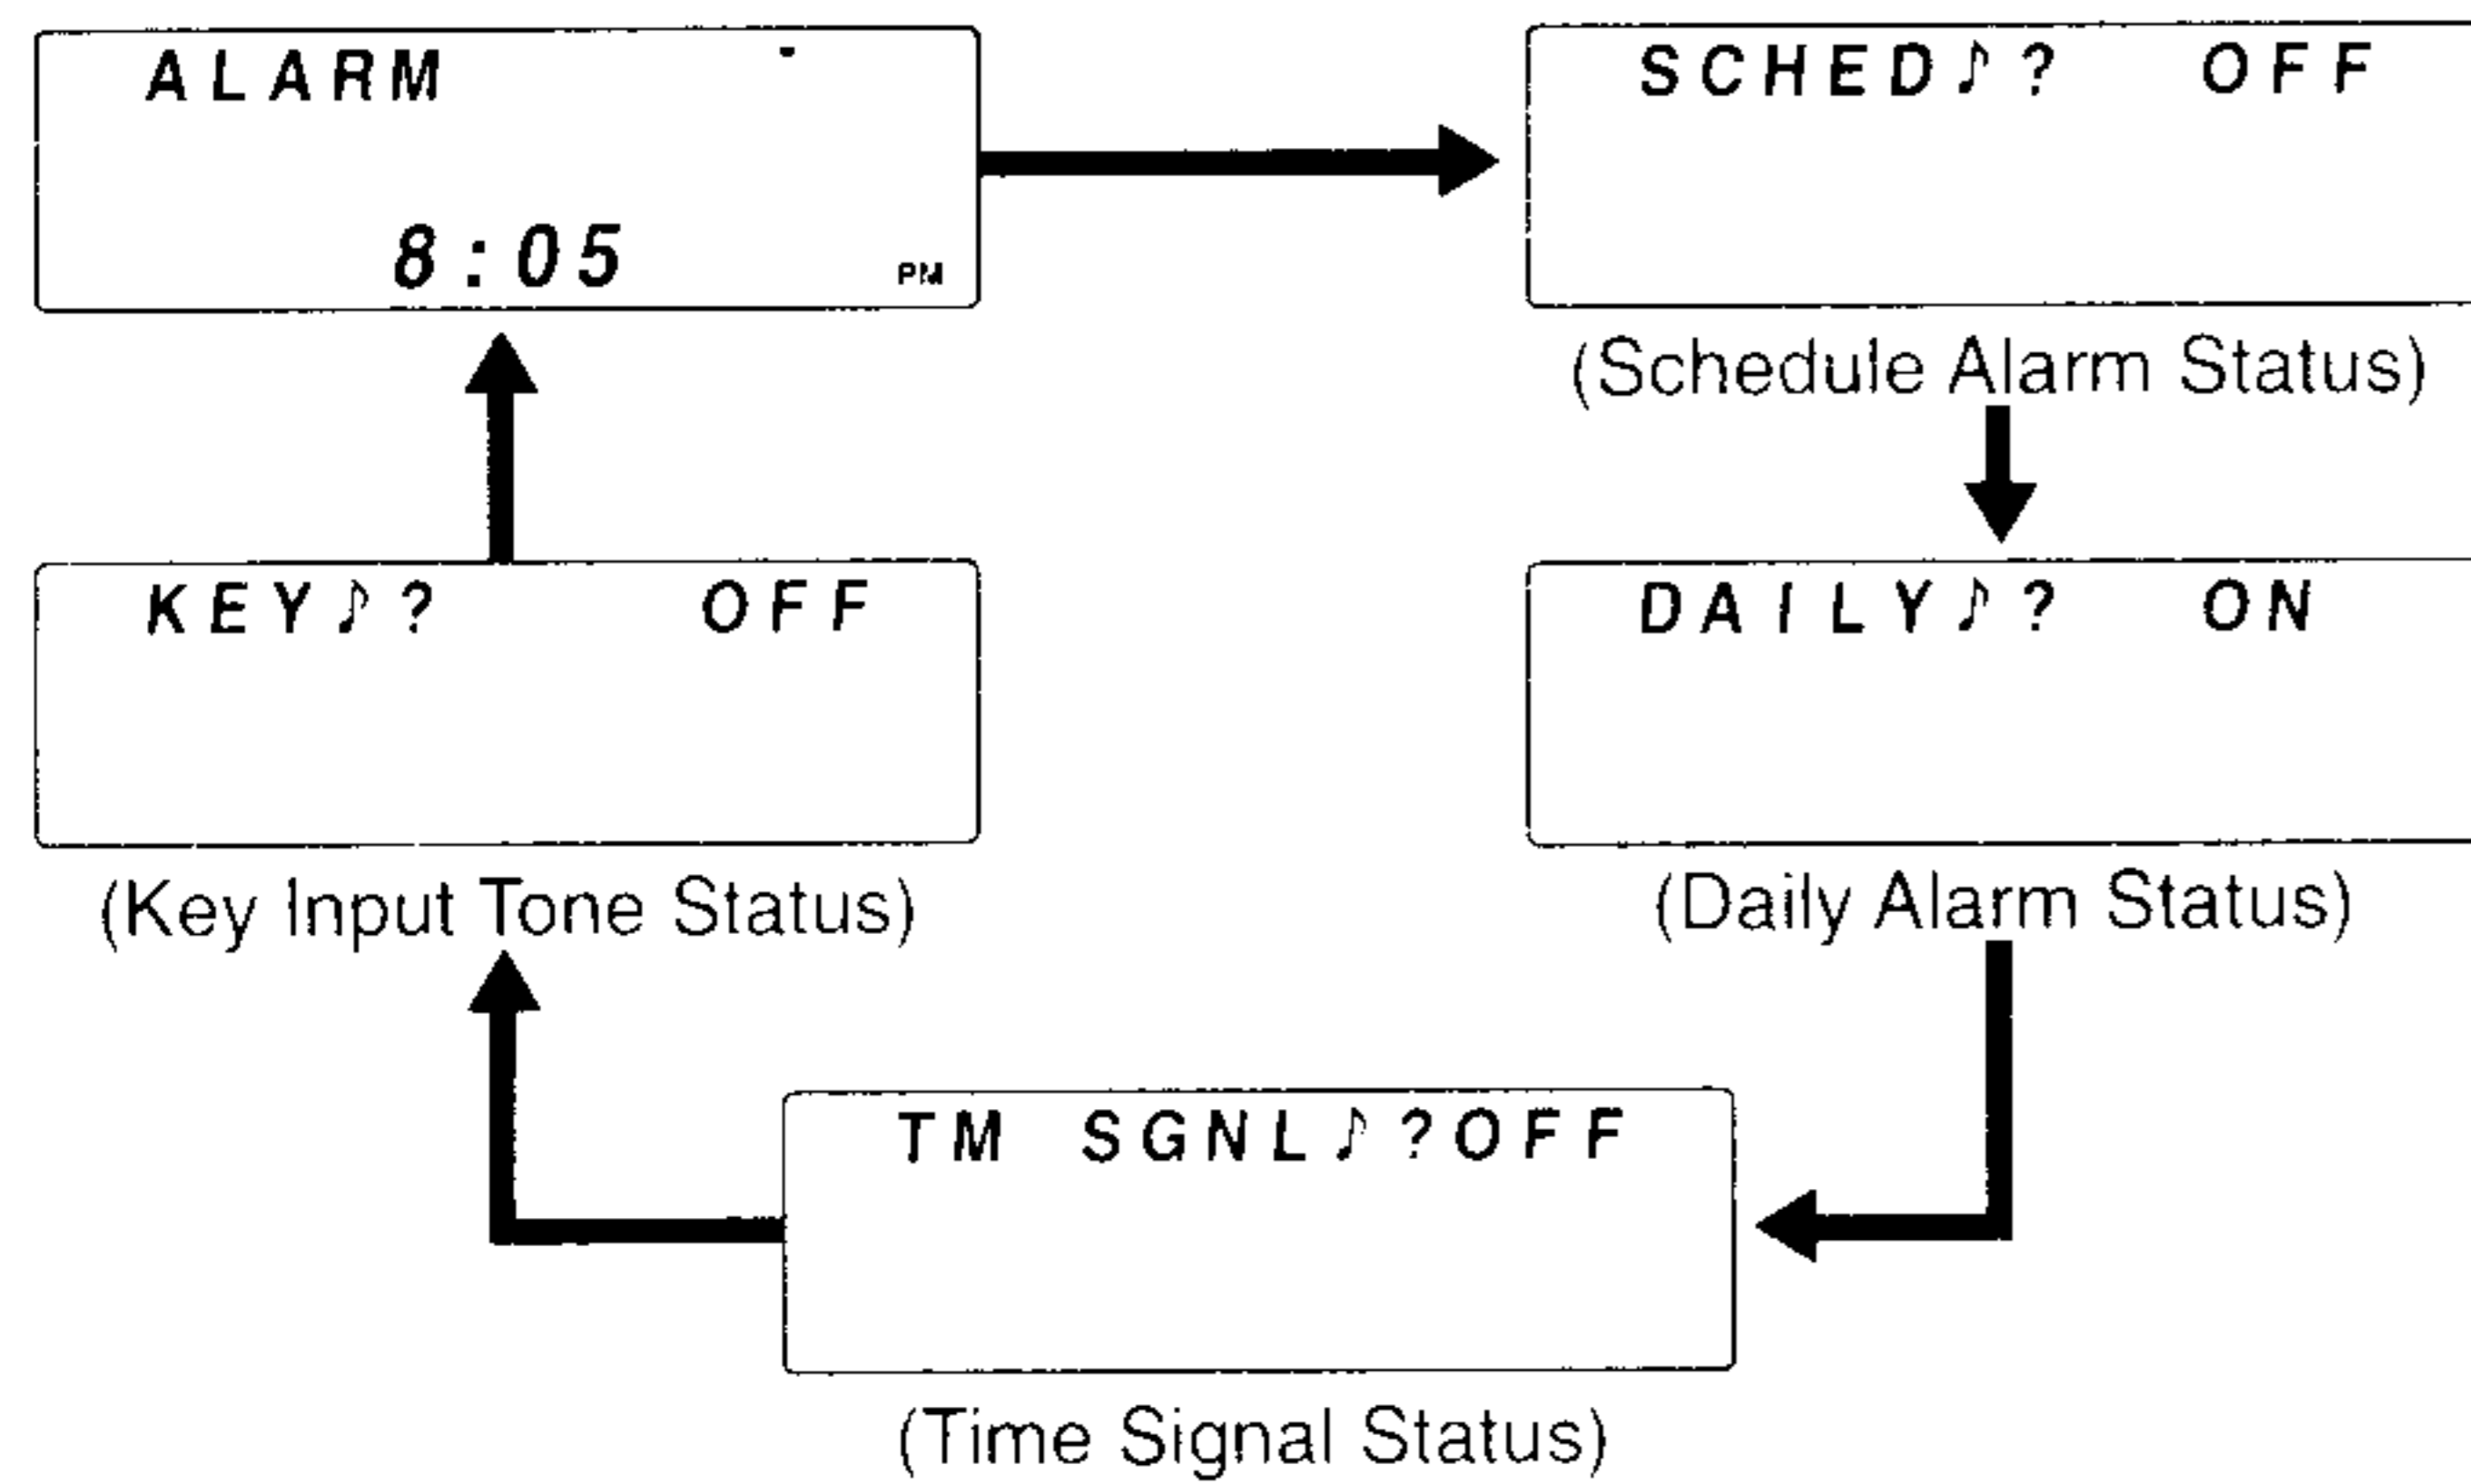 ALARM
8:05 PM
SCHED♪? OFF
(Schedule Alarm Status)
KEY♪? OFF
(Key Input Tone Status)
DAILY♪? ON
(Daily Alarm Status)
TM SGNL♪?OFF
(Time Signal Status)